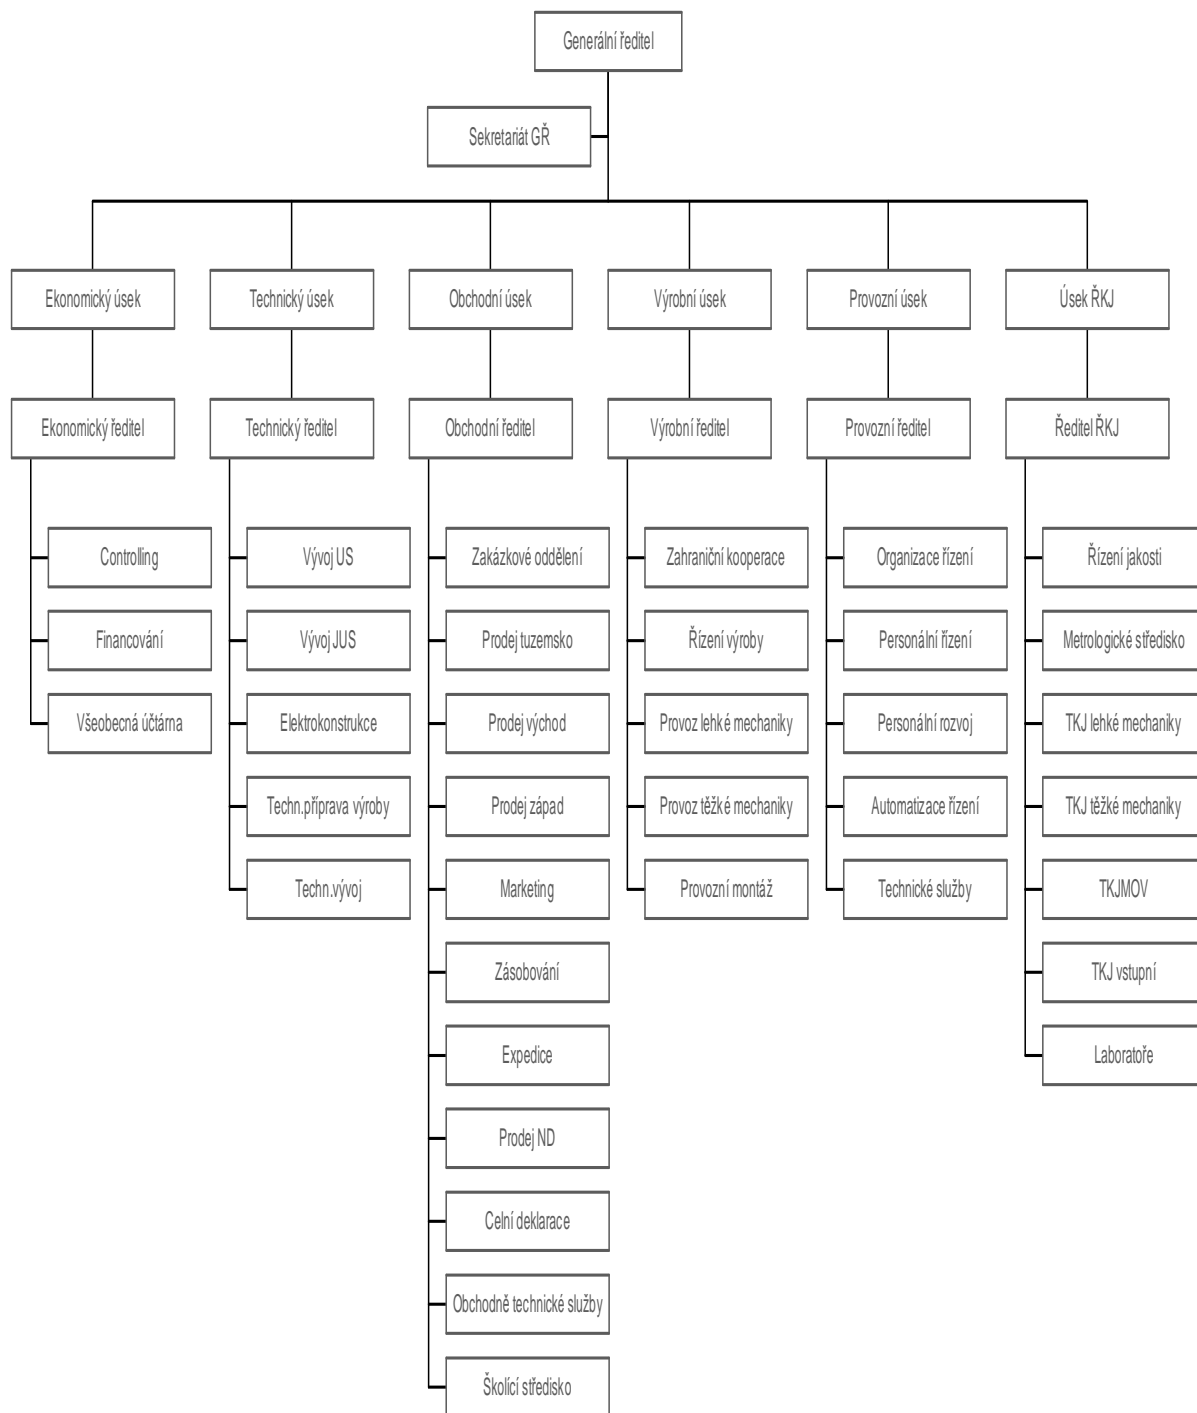 Generální ředitel
Sekretariát GŘ
Ekonomický úsek
Technický úsek
Obchodní úsek
Výrobní úsek
Provozní úsek
Úsek ŘKJ
Ekonomický ředitel
Technický ředitel
Obchodní ředitel
Výrobní ředitel
Provozní ředitel
Ředitel ŘKJ
Controlling
Financování
Všeobecná účtárna
Vývoj US
Vývoj JUS
Elektrokonstrukce
Techn.příprava výroby
Techn.vývoj
Zakázkové oddělení
Prodej tuzemsko
Prodej východ
Prodej západ
Marketing
Zásobování
Expedice
Prodej ND
Celní deklarace
Obchodně technické služby
Školící středisko
Zahraniční kooperace
Řízení výroby
Provoz lehké mechaniky
Provoz těžké mechaniky
Provozní montáž
Organizace řízení
Personální řízení
Personální rozvoj
Automatizace řízení
Technické služby
Řízení jakosti
Metrologické středisko
TKJ lehké mechaniky
TKJ těžké mechaniky
TKJMOV
TKJ vstupní
Laboratoře